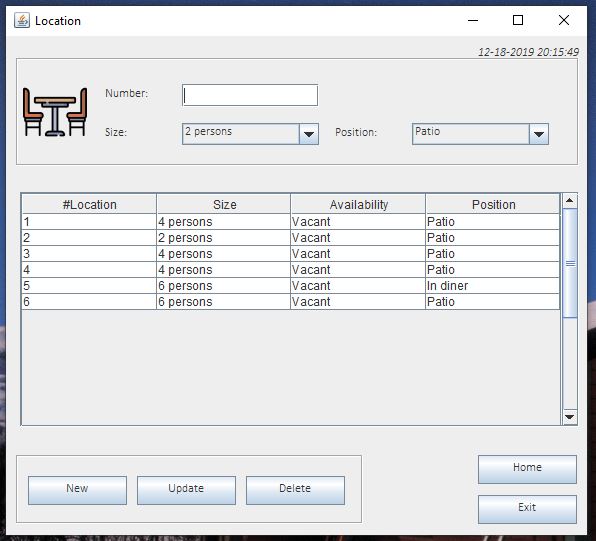 Location
12-18-2019 20:15:49
Number:
Size: 2 persons Position: Patio
#Location Size Availability Position
1 4 persons Vacant Patio
2 2 persons Vacant Patio
3 4 persons Vacant Patio
4 4 persons Vacant Patio
5 6 persons Vacant In diner
6 6 persons Vacant Patio
Home
New Update Delete
Exit